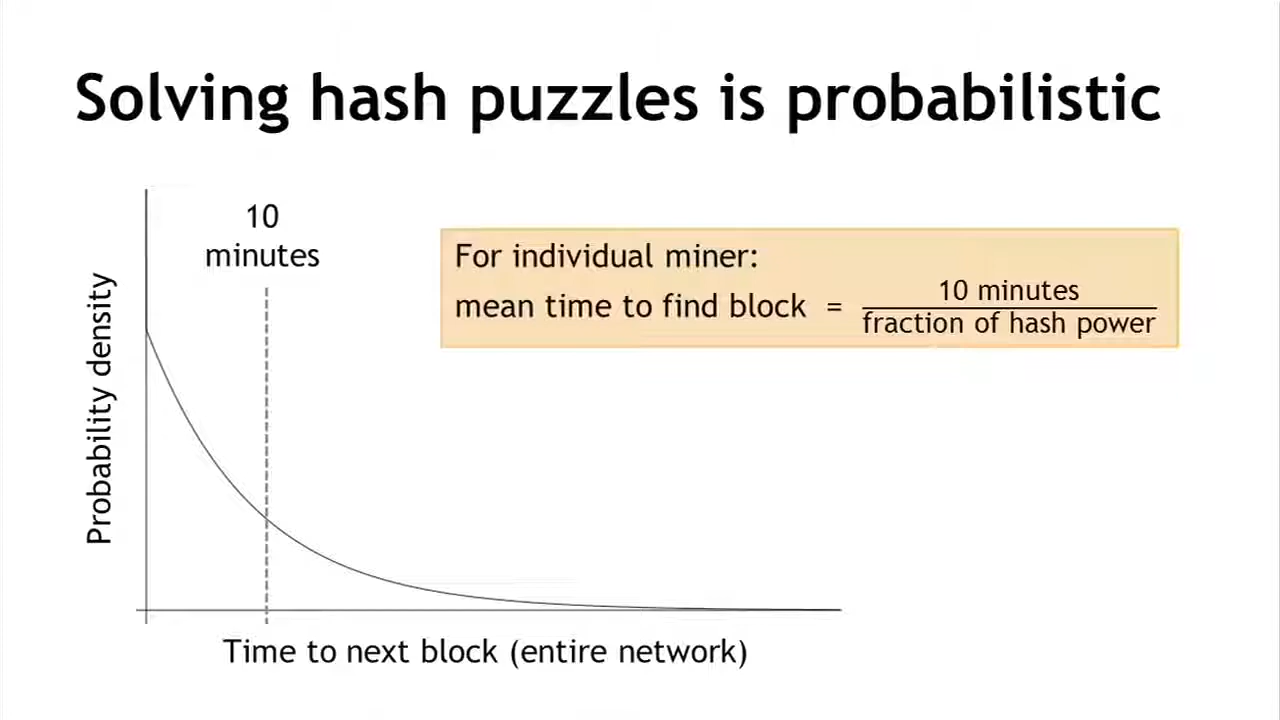 Solving hash puzzles is probabilistic
10
minutes
Probability density
For individual miner:
mean time to find block = 10 minutes
fraction of hash power
Time to next block (entire network)